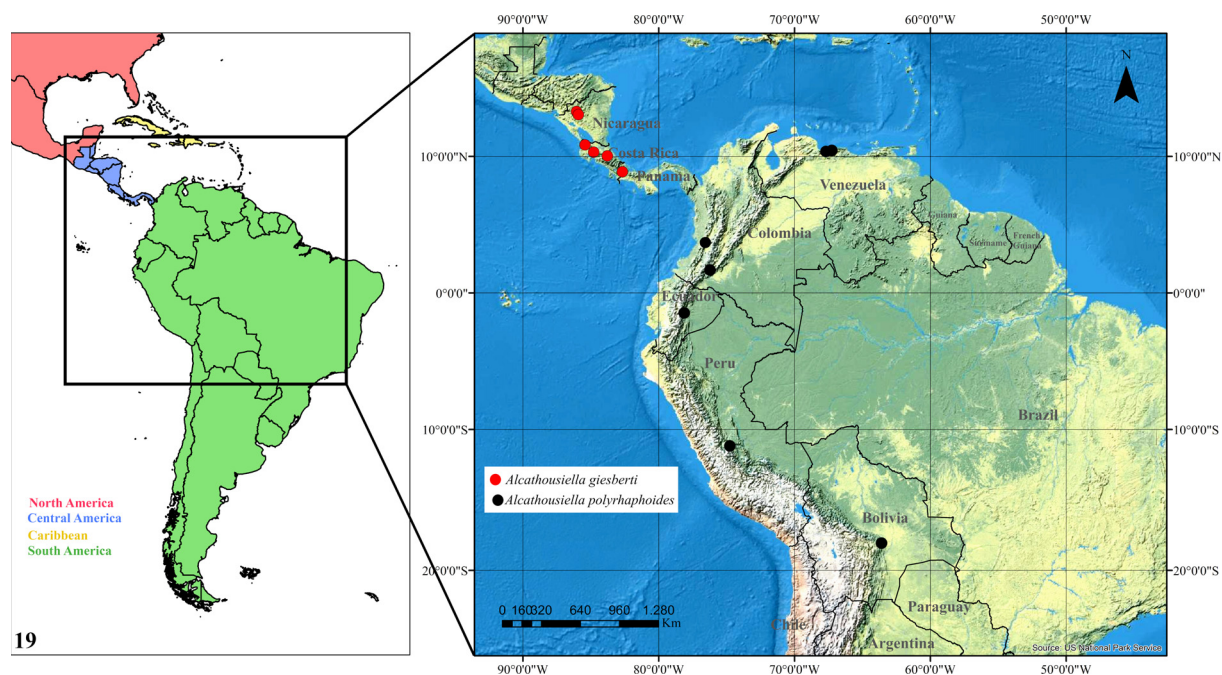 90°0'0"W 80°0'0"W 70°0'0"W 60°0'0"W 50°0'0"W
N
Nicaragua
Costa Rica
Panama
10°0'0"N 10°0'0"N
Venezuela
Guiana
Suriname
French
Guiana
Colombia
0°0'0" 0°0'0"
Ecuador
Peru
Brazil
10°0'0"S 10°0'0"S
Alcathousiella giesberti
Alcathousiella polyrhaphoides
Bolivia
20°0'0"S 20°0'0"S
Paraguay
0 160 320 640 960 1.280
Km
Chile
Argentina
Source: US National Park Service
90°0'0"W 80°0'0"W 70°0'0"W 60°0'0"W 50°0'0"W
North America
Central America
Caribbean
South America
19